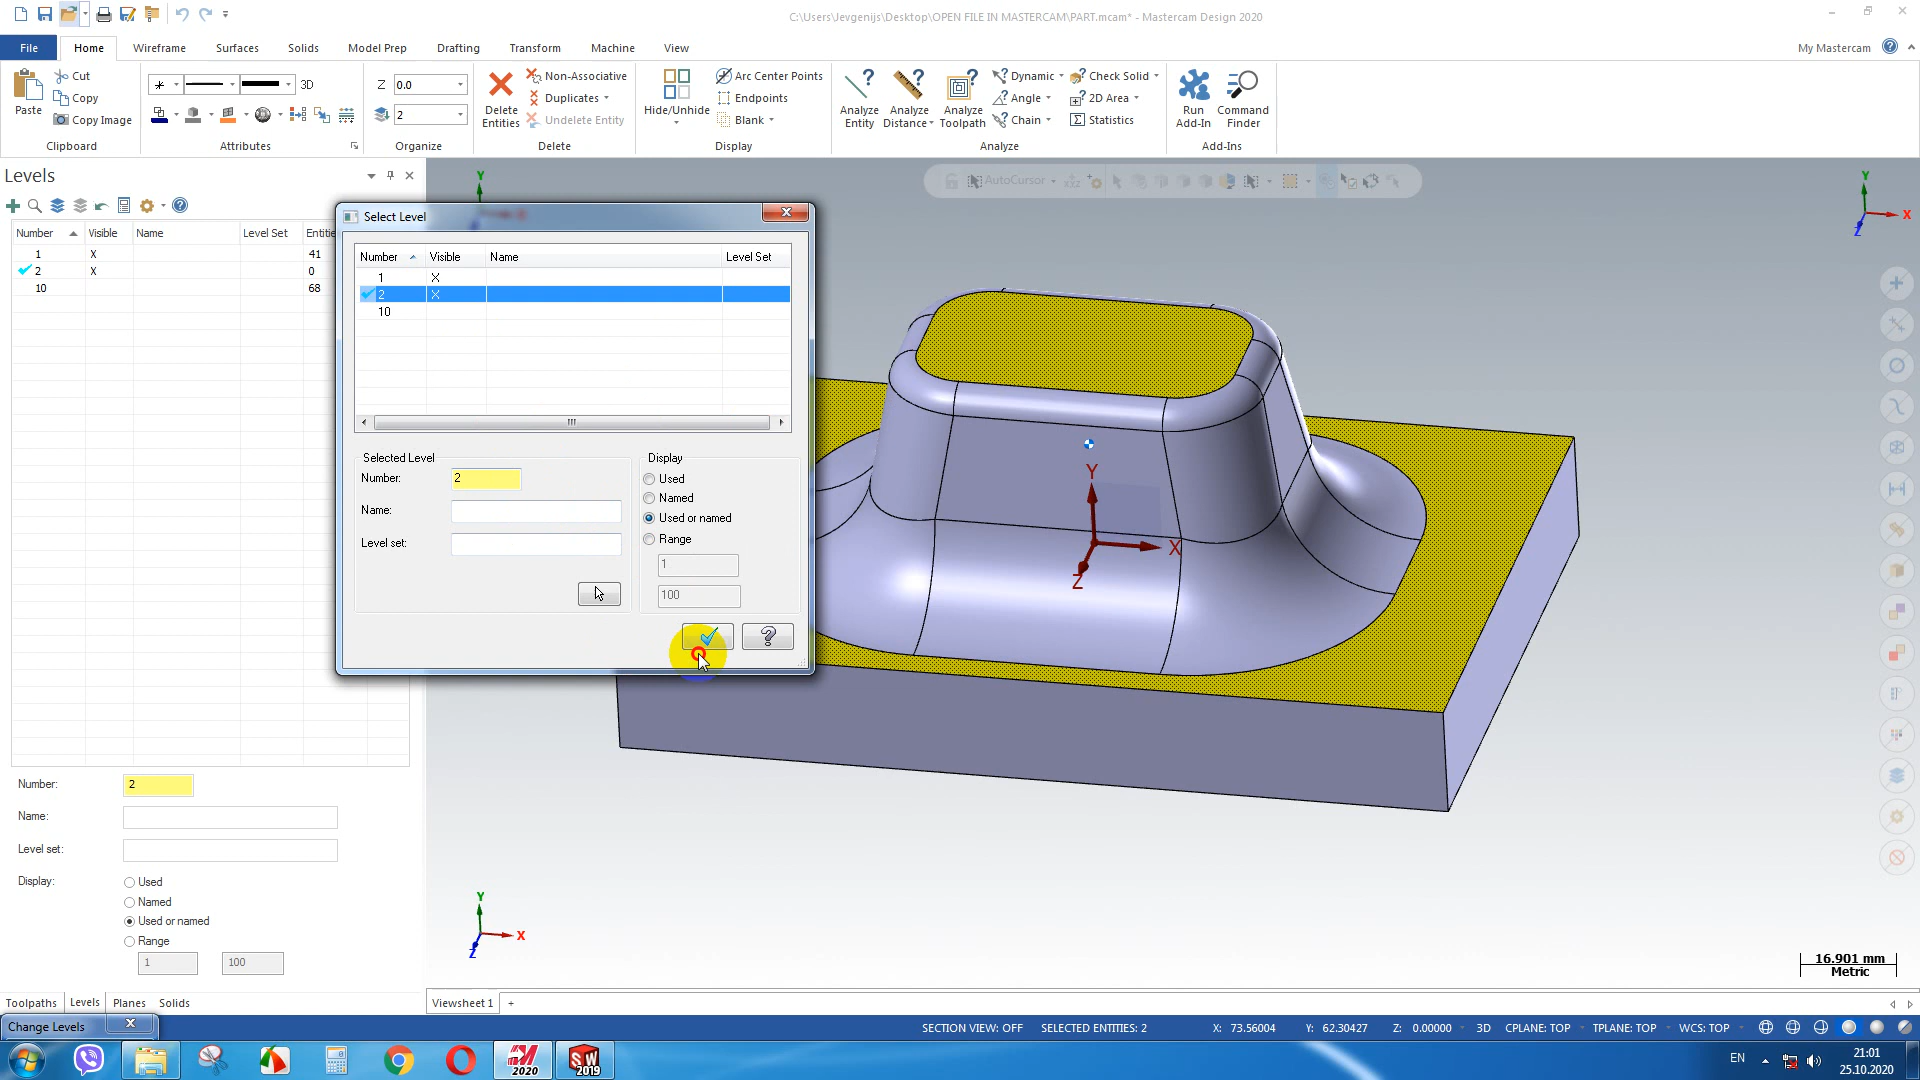 C:\Users\Jevgenijs\Desktop\OPEN FILE IN MASTERCAM\PART.mcam* - Mastercam Design 2020
File Home Wireframe Surfaces Solids Model Prep Drafting Transform Machine View My Mastercam
Paste
Cut
Copy
Copy Image
Clipboard
3D
Attributes
Z 0.0
2
Organize
Delete Entities
Non-Associative
Duplicates
Undelete Entity
Delete
Hide/Unhide
Arc Center Points
Endpoints
Blank
Display
Analyze Entity
Analyze Distance
Analyze Toolpath
Dynamic
Angle
Chain
Check Solid
2D Area
Statistics
Analyze
Run Add-In
Command Finder
Add-Ins
Levels
Number Visible Name Level Set Entitie
1 X 41
2 X 0
10 68
Number: 2
Name:
Level set:
Display: Used
Named
Used or named
Range
1 100
Toolpaths Levels Planes Solids
Select Level
Number Visible Name Level Set
1 X
2 X
10
Selected Level
Number: 2
Name:
Level set:
Display
Used
Named
Used or named
Range
1
100
AutoCursor
Y
Y
X
Z
Y
X
Z
Y
X
Z
16.901 mm
Metric
Viewsheet 1 +
Change Levels
SECTION VIEW: OFF SELECTED ENTITIES: 2 X: 73.56004 Y: 62.30427 Z: 0.00000 3D CPLANE: TOP TPLANE: TOP WCS: TOP
2020
SW
2019
EN
21:01
25.10.2020